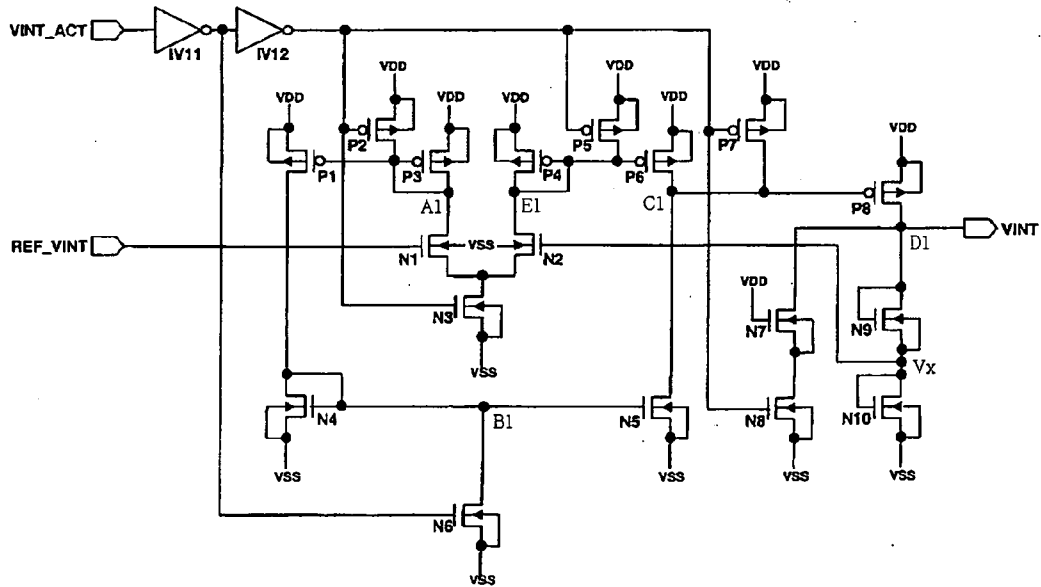 VINT_ACT
IV11
IV12
VDD
VDD
VDD
VDD
VDD
VDD
VDD
VDD
P2
P5
P7
P1
P3
P4
P6
P8
A1
E1
C1
REF_VINT
N1
VSS
N2
D1
VINT
VDD
N3
N7
N9
VSS
Vx
N4
B1
N5
N8
N10
VSS
VSS
VSS
VSS
N6
VSS